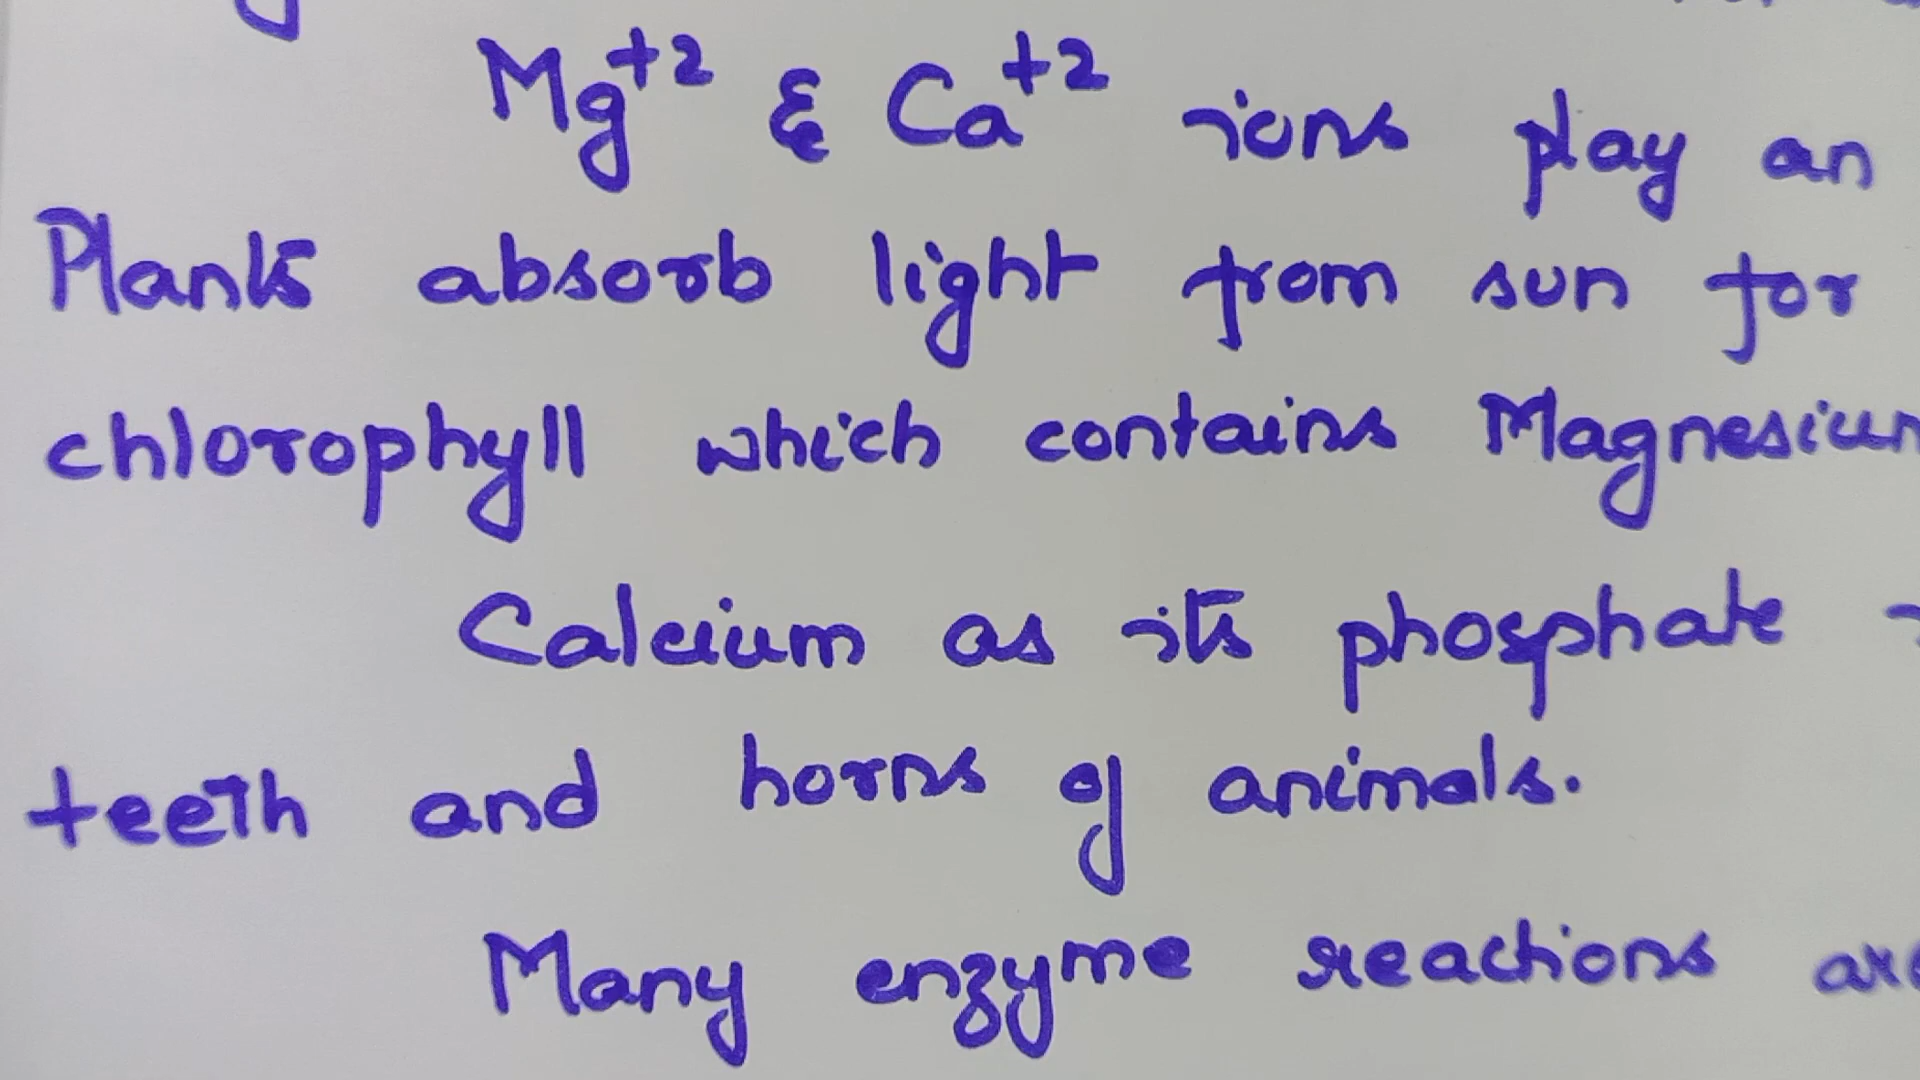 Mg+2 & Ca+2 ions play an
Plants absorb light from sun for
chlorophyll which contains Magnesium
Calcium as its phosphate
teeth and horns of animals.
Many enzyme reactions are